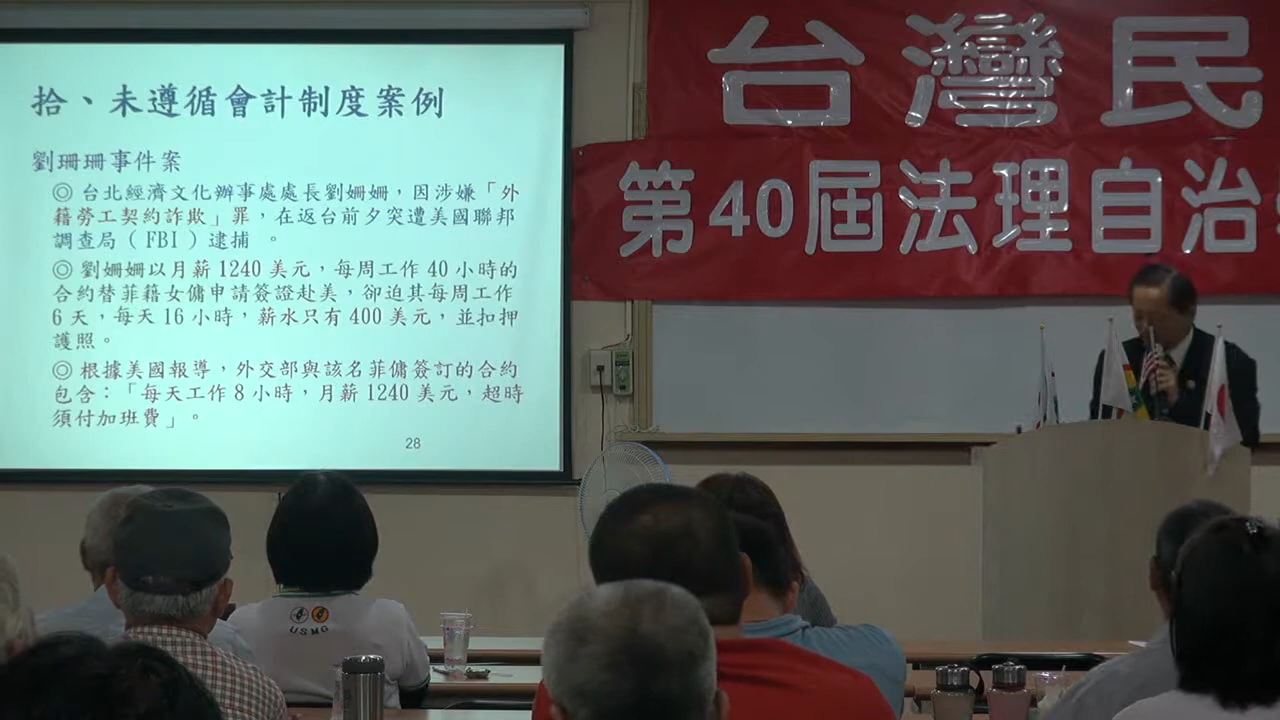 拾、未遵循會計制度案例
劉珊珊事件案
◎ 台北經濟文化辦事處處長劉姍姍，因涉嫌「外
籍勞工契約詐欺」罪，在返台前夕突遭美國聯邦
調查局（FBI）逮捕 。
◎ 劉姍姍以月薪1240美元，每周工作40小時的
合約替菲籍女傭申請簽證赴美，卻迫其每周工作
6天，每天16小時，薪水只有400美元，並扣押
護照。
◎ 根據美國報導，外交部與該名菲傭簽訂的合約
包含：「每天工作8小時，月薪1240美元，超時
須付加班費」。
28
台灣民
第40屆法理自治
USMG